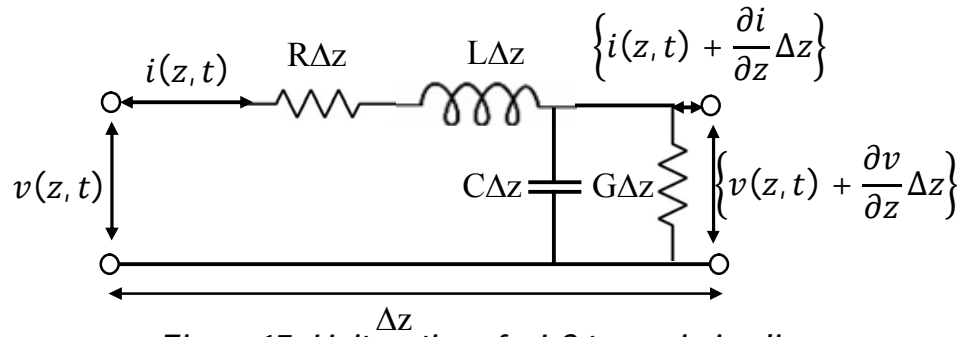 i(z,t)
RΔz
LΔz
{i(z,t) + ∂i/∂z Δz}
v(z,t)
CΔz
GΔz
{v(z,t) + ∂v/∂z Δz}
Δz